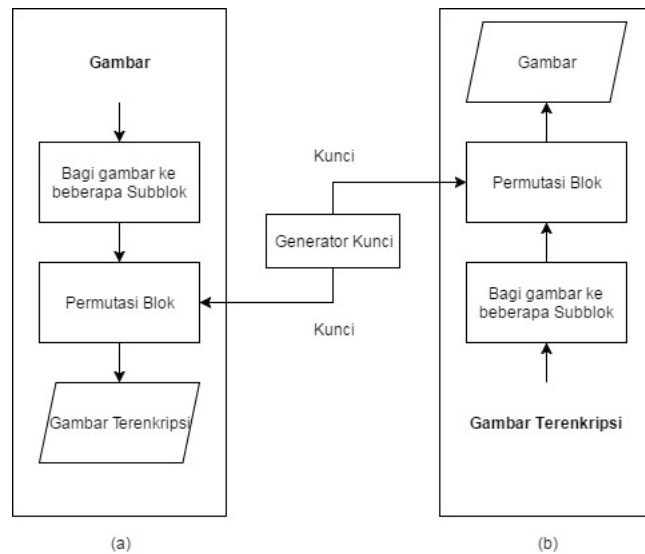 Gambar
Bagi gambar ke
beberapa Subblok
Permutasi Blok
Gambar Terenkripsi
(a)
Kunci
Generator Kunci
Kunci
Gambar
Permutasi Blok
Bagi gambar ke
beberapa Subblok
Gambar Terenkripsi
(b)